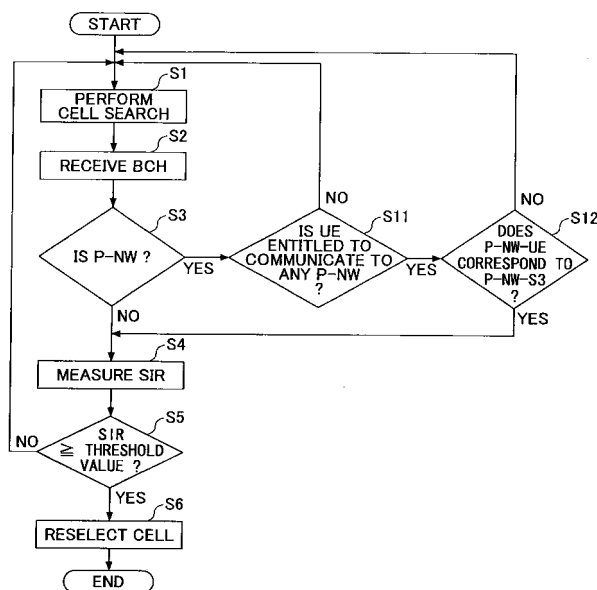 START
S1
PERFORM
CELL SEARCH
S2
RECEIVE BCH
S3
IS P-NW ?
YES
NO
S11
IS UE
ENTITLED TO
COMMUNICATE TO
ANY P-NW
?
NO
YES
S12
DOES
P-NW-UE
CORRESPOND TO
P-NW-S3
?
NO
YES
S4
MEASURE SIR
S5
SIR
≧ THRESHOLD
VALUE ?
NO
YES
S6
RESELECT CELL
END